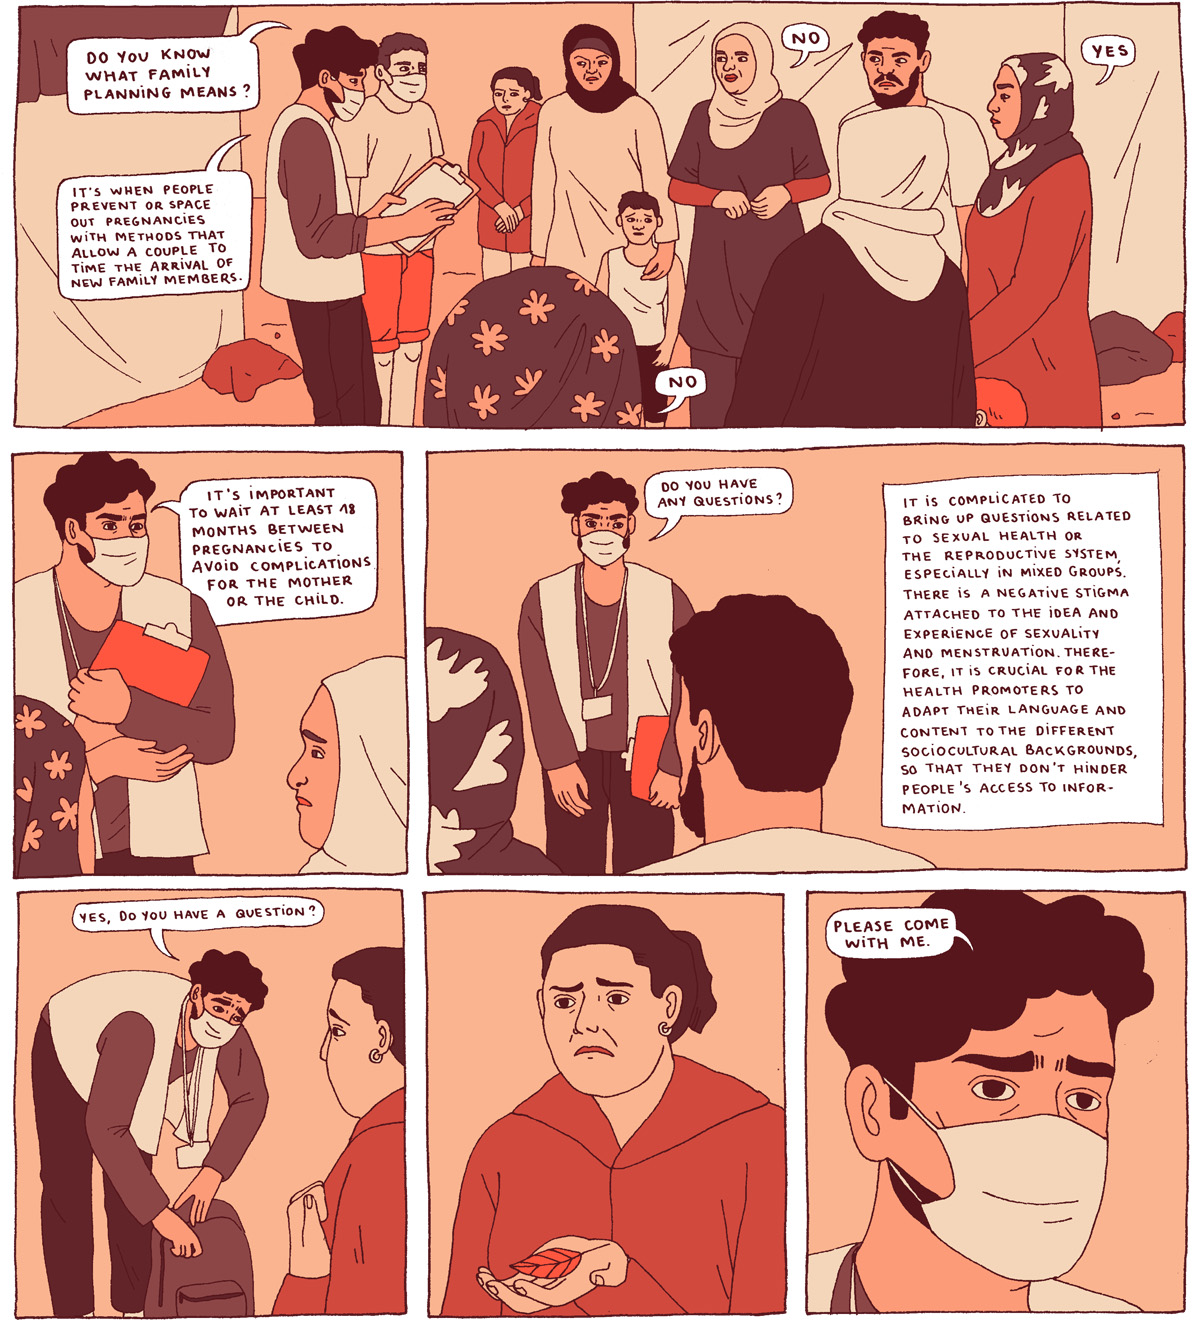 DO YOU KNOW
WHAT FAMILY
PLANNING MEANS?
NO
YES
IT'S WHEN PEOPLE
PREVENT OR SPACE
OUT PREGNANCIES
WITH METHODS THAT
ALLOW A COUPLE TO
TIME THE ARRIVAL OF
NEW FAMILY MEMBERS.
NO
IT'S IMPORTANT
TO WAIT AT LEAST 18
MONTHS BETWEEN
PREGNANCIES TO
AVOID COMPLICATIONS
FOR THE MOTHER
OR THE CHILD.
DO YOU HAVE
ANY QUESTIONS?
IT IS COMPLICATED TO
BRING UP QUESTIONS RELATED
TO SEXUAL HEALTH OR
THE REPRODUCTIVE SYSTEM,
ESPECIALLY IN MIXED GROUPS.
THERE IS A NEGATIVE STIGMA
ATTACHED TO THE IDEA AND
EXPERIENCE OF SEXUALITY
AND MENSTRUATION. THERE-
FORE, IT IS CRUCIAL FOR THE
HEALTH PROMOTERS TO
ADAPT THEIR LANGUAGE AND
CONTENT TO THE DIFFERENT
SOCIOCULTURAL BACKGROUNDS,
SO THAT THEY DON'T HINDER
PEOPLE'S ACCESS TO INFOR-
MATION.
YES, DO YOU HAVE A QUESTION?
PLEASE COME
WITH ME.